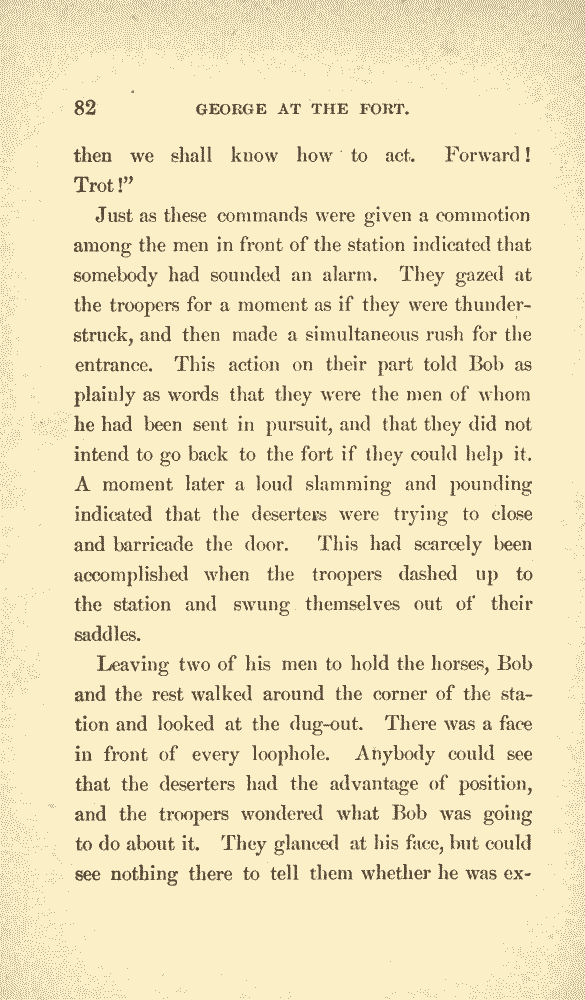 82 GEORGE AT THE FORT.
then we shall know how to act. Forward!
Trot!”
Just as these commands were given a commotion
among the men in front of the station indicated that
somebody had sounded an alarm. They gazed at
the troopers for a moment as if they were thunder-
struck, and then made a simultaneous rush for the
entrance. This action on their part told Bob as
plainly as words that they were the men of whom
he had been sent in pursuit, and that they did not
intend to go back to the fort if they could help it.
A moment later a loud slamming and pounding
indicated that the deserters were trying to close
and barricade the door. This had scarcely been
accomplished when the troopers dashed up to
the station and swung themselves out of their
saddles.
Leaving two of his men to hold the horses, Bob
and the rest walked around the corner of the sta-
tion and looked at the dug-out. There was a face
in front of every loophole. Anybody could see
that the deserters had the advantage of position,
and the troopers wondered what Bob was going
to do about it. They glanced at his face, but could
see nothing there to tell them whether he was ex-